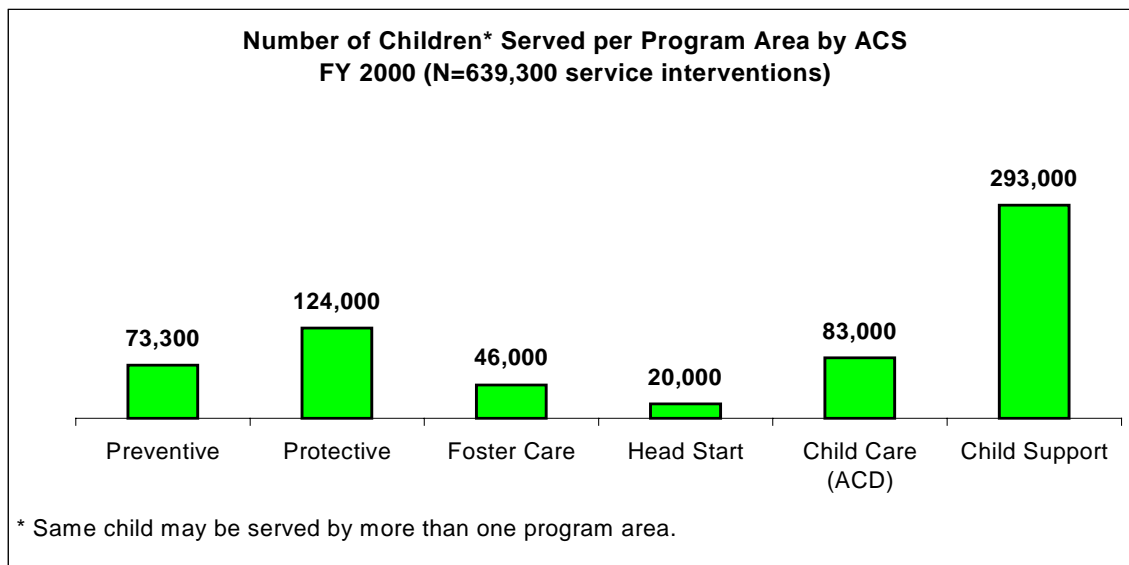 Number of Children* Served per Program Area by ACS
FY 2000 (N=639,300 service interventions)
293,000
124,000
73,300
83,000
46,000
20,000
Preventive
Protective
Foster Care
Head Start
Child Care
(ACD)
Child Support
* Same child may be served by more than one program area.